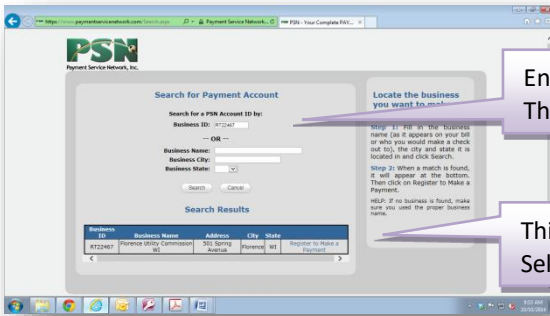 https://www.paymentservicenetwork.com/Search.aspx
Payment Service Network...
PSN - Your Complete PAY...
PSN
Payment Service Network, Inc.
Search for Payment Account
Search for a PSN Account ID by:
Business ID: RT22467
-- OR --
Business Name:
Business City:
Business State:
Search Cancel
Search Results
Business ID Business Name Address City State
RT22467 Florence Utility Commission WI 501 Spring Avenue Florence WI Register to Make a Payment
Locate the business
you want to
Step 1: Fill in the business
name (as it appears on your bill
or who you would make a check
out to), the city and state it is
located in and click Search.
Step 2: When a match is found,
it will appear at the bottom.
Then click on Register to Make a
Payment.
HELP: If no business is found, make
sure you used the proper business
name.
En
Th
Thi
Sel
9:03 AM